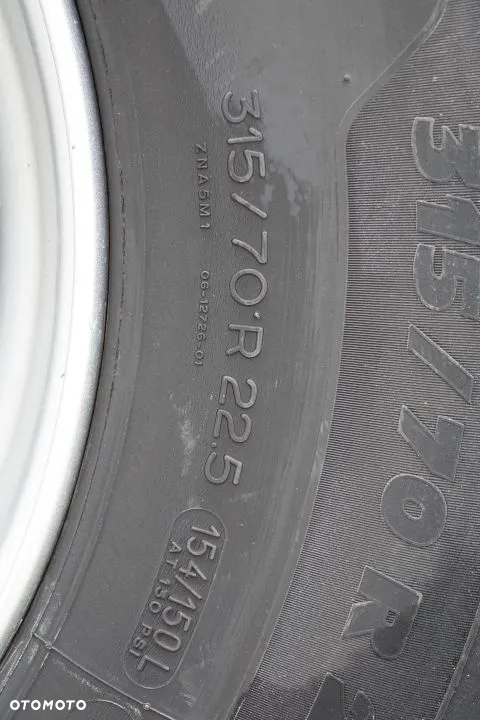 315/70 R 22.5
ZNA5M1 06-12726-01
154/150 L
AT 130 PSI
315/70 R
OTOMOTO